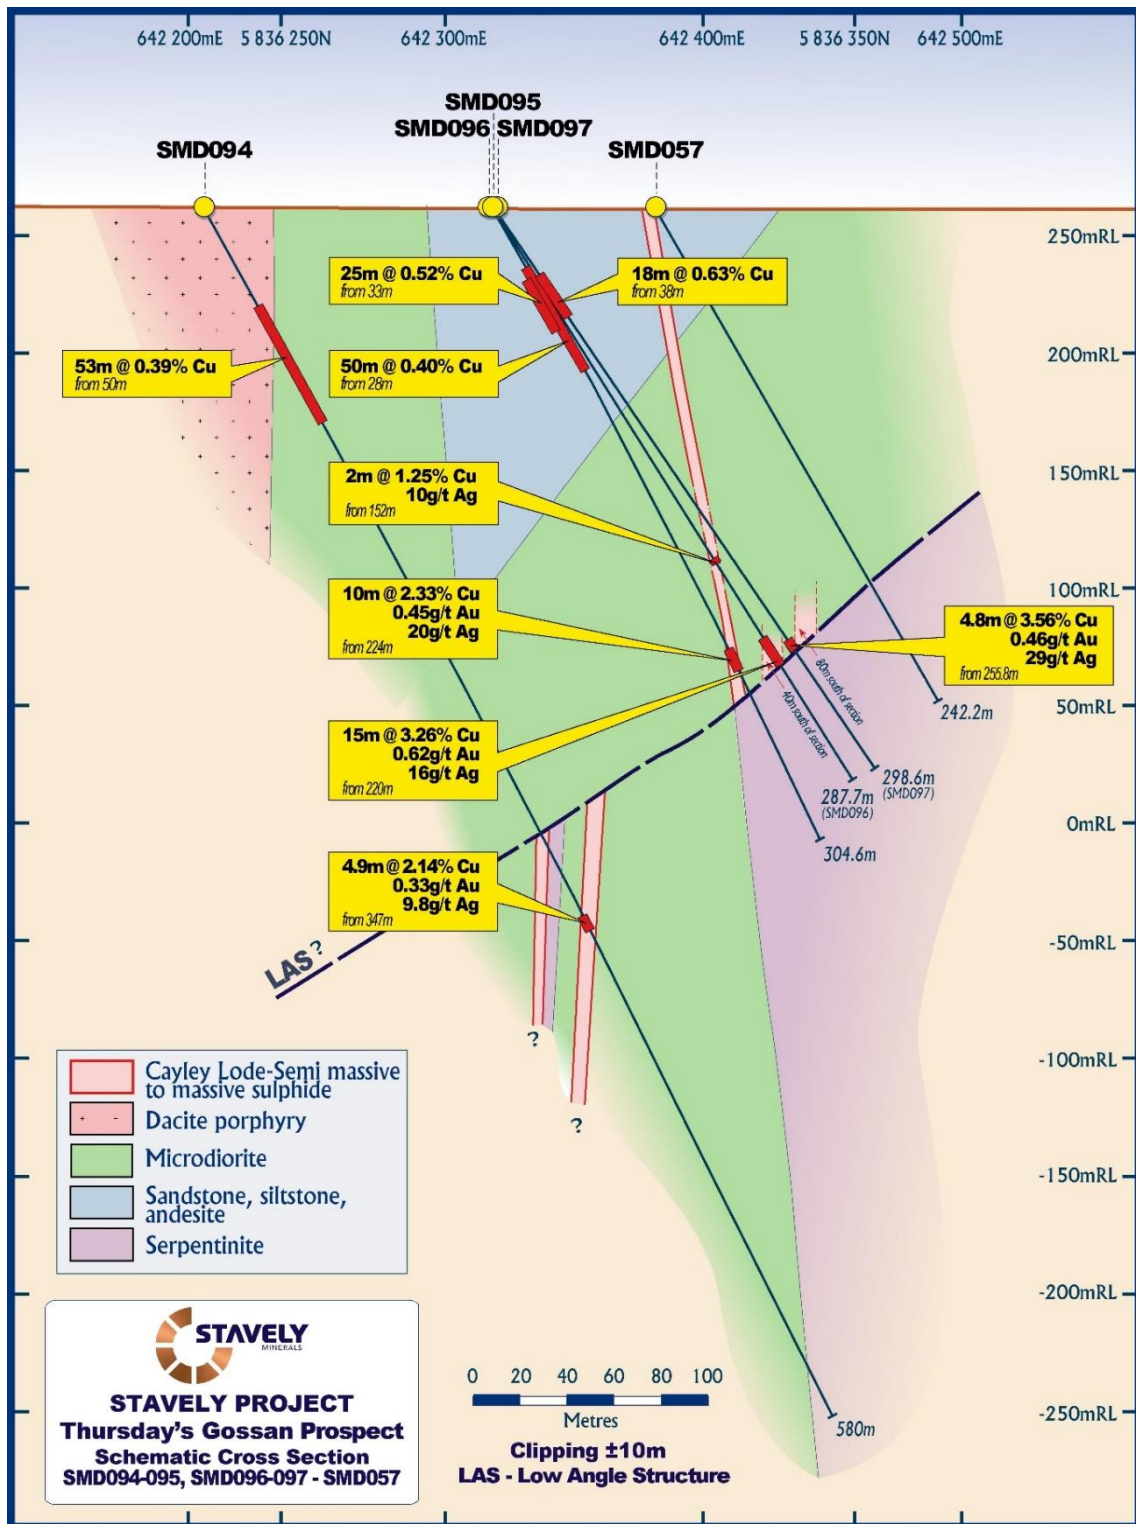 642 200mE 5 836 250N 642 300mE 642 400mE 5 836 350N 642 500mE
SMD095
SMD096 SMD097
SMD094
SMD057
250mRL
200mRL
150mRL
100mRL
50mRL
0mRL
-50mRL
-100mRL
-150mRL
-200mRL
-250mRL
25m @ 0.52% Cu
from 33m
18m @ 0.63% Cu
from 38m
53m @ 0.39% Cu
from 50m
50m @ 0.40% Cu
from 28m
2m @ 1.25% Cu
10g/t Ag
from 152m
10m @ 2.33% Cu
0.45g/t Au
20g/t Ag
from 224m
4.8m @ 3.56% Cu
0.46g/t Au
29g/t Ag
from 255.8m
15m @ 3.26% Cu
0.62g/t Au
16g/t Ag
from 220m
4.9m @ 2.14% Cu
0.33g/t Au
9.8g/t Ag
from 347m
80m south of section
40m south of section
242.2m
298.6m
(SMD097)
287.7m
(SMD096)
304.6m
580m
LAS ?
?
?
Cayley Lode-Semi massive
to massive sulphide
Dacite porphyry
Microdiorite
Sandstone, siltstone,
andesite
Serpentinite
STAVELY
MINERALS
STAVELY PROJECT
Thursday's Gossan Prospect
Schematic Cross Section
SMD094-095, SMD096-097 - SMD057
0 20 40 60 80 100
Metres
Clipping ±10m
LAS - Low Angle Structure